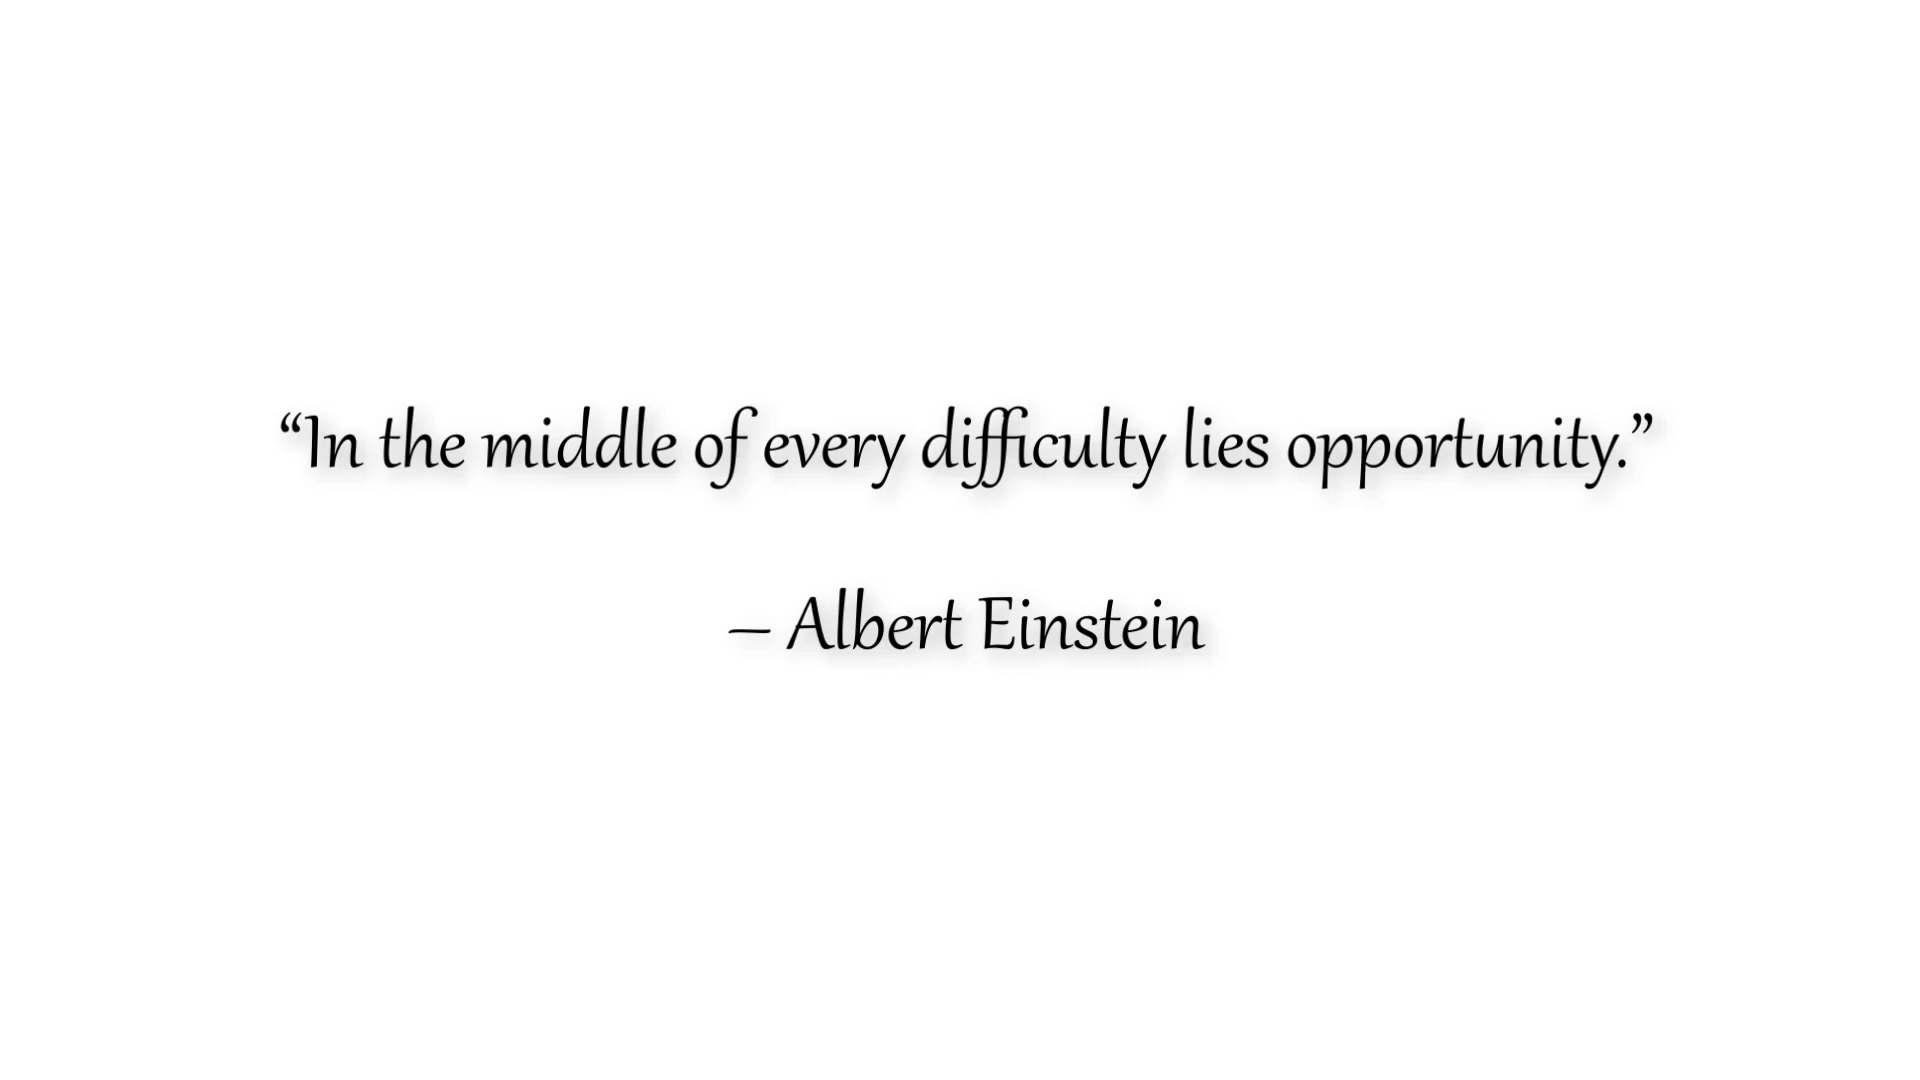 “In the middle of every difficulty lies opportunity.”
– Albert Einstein